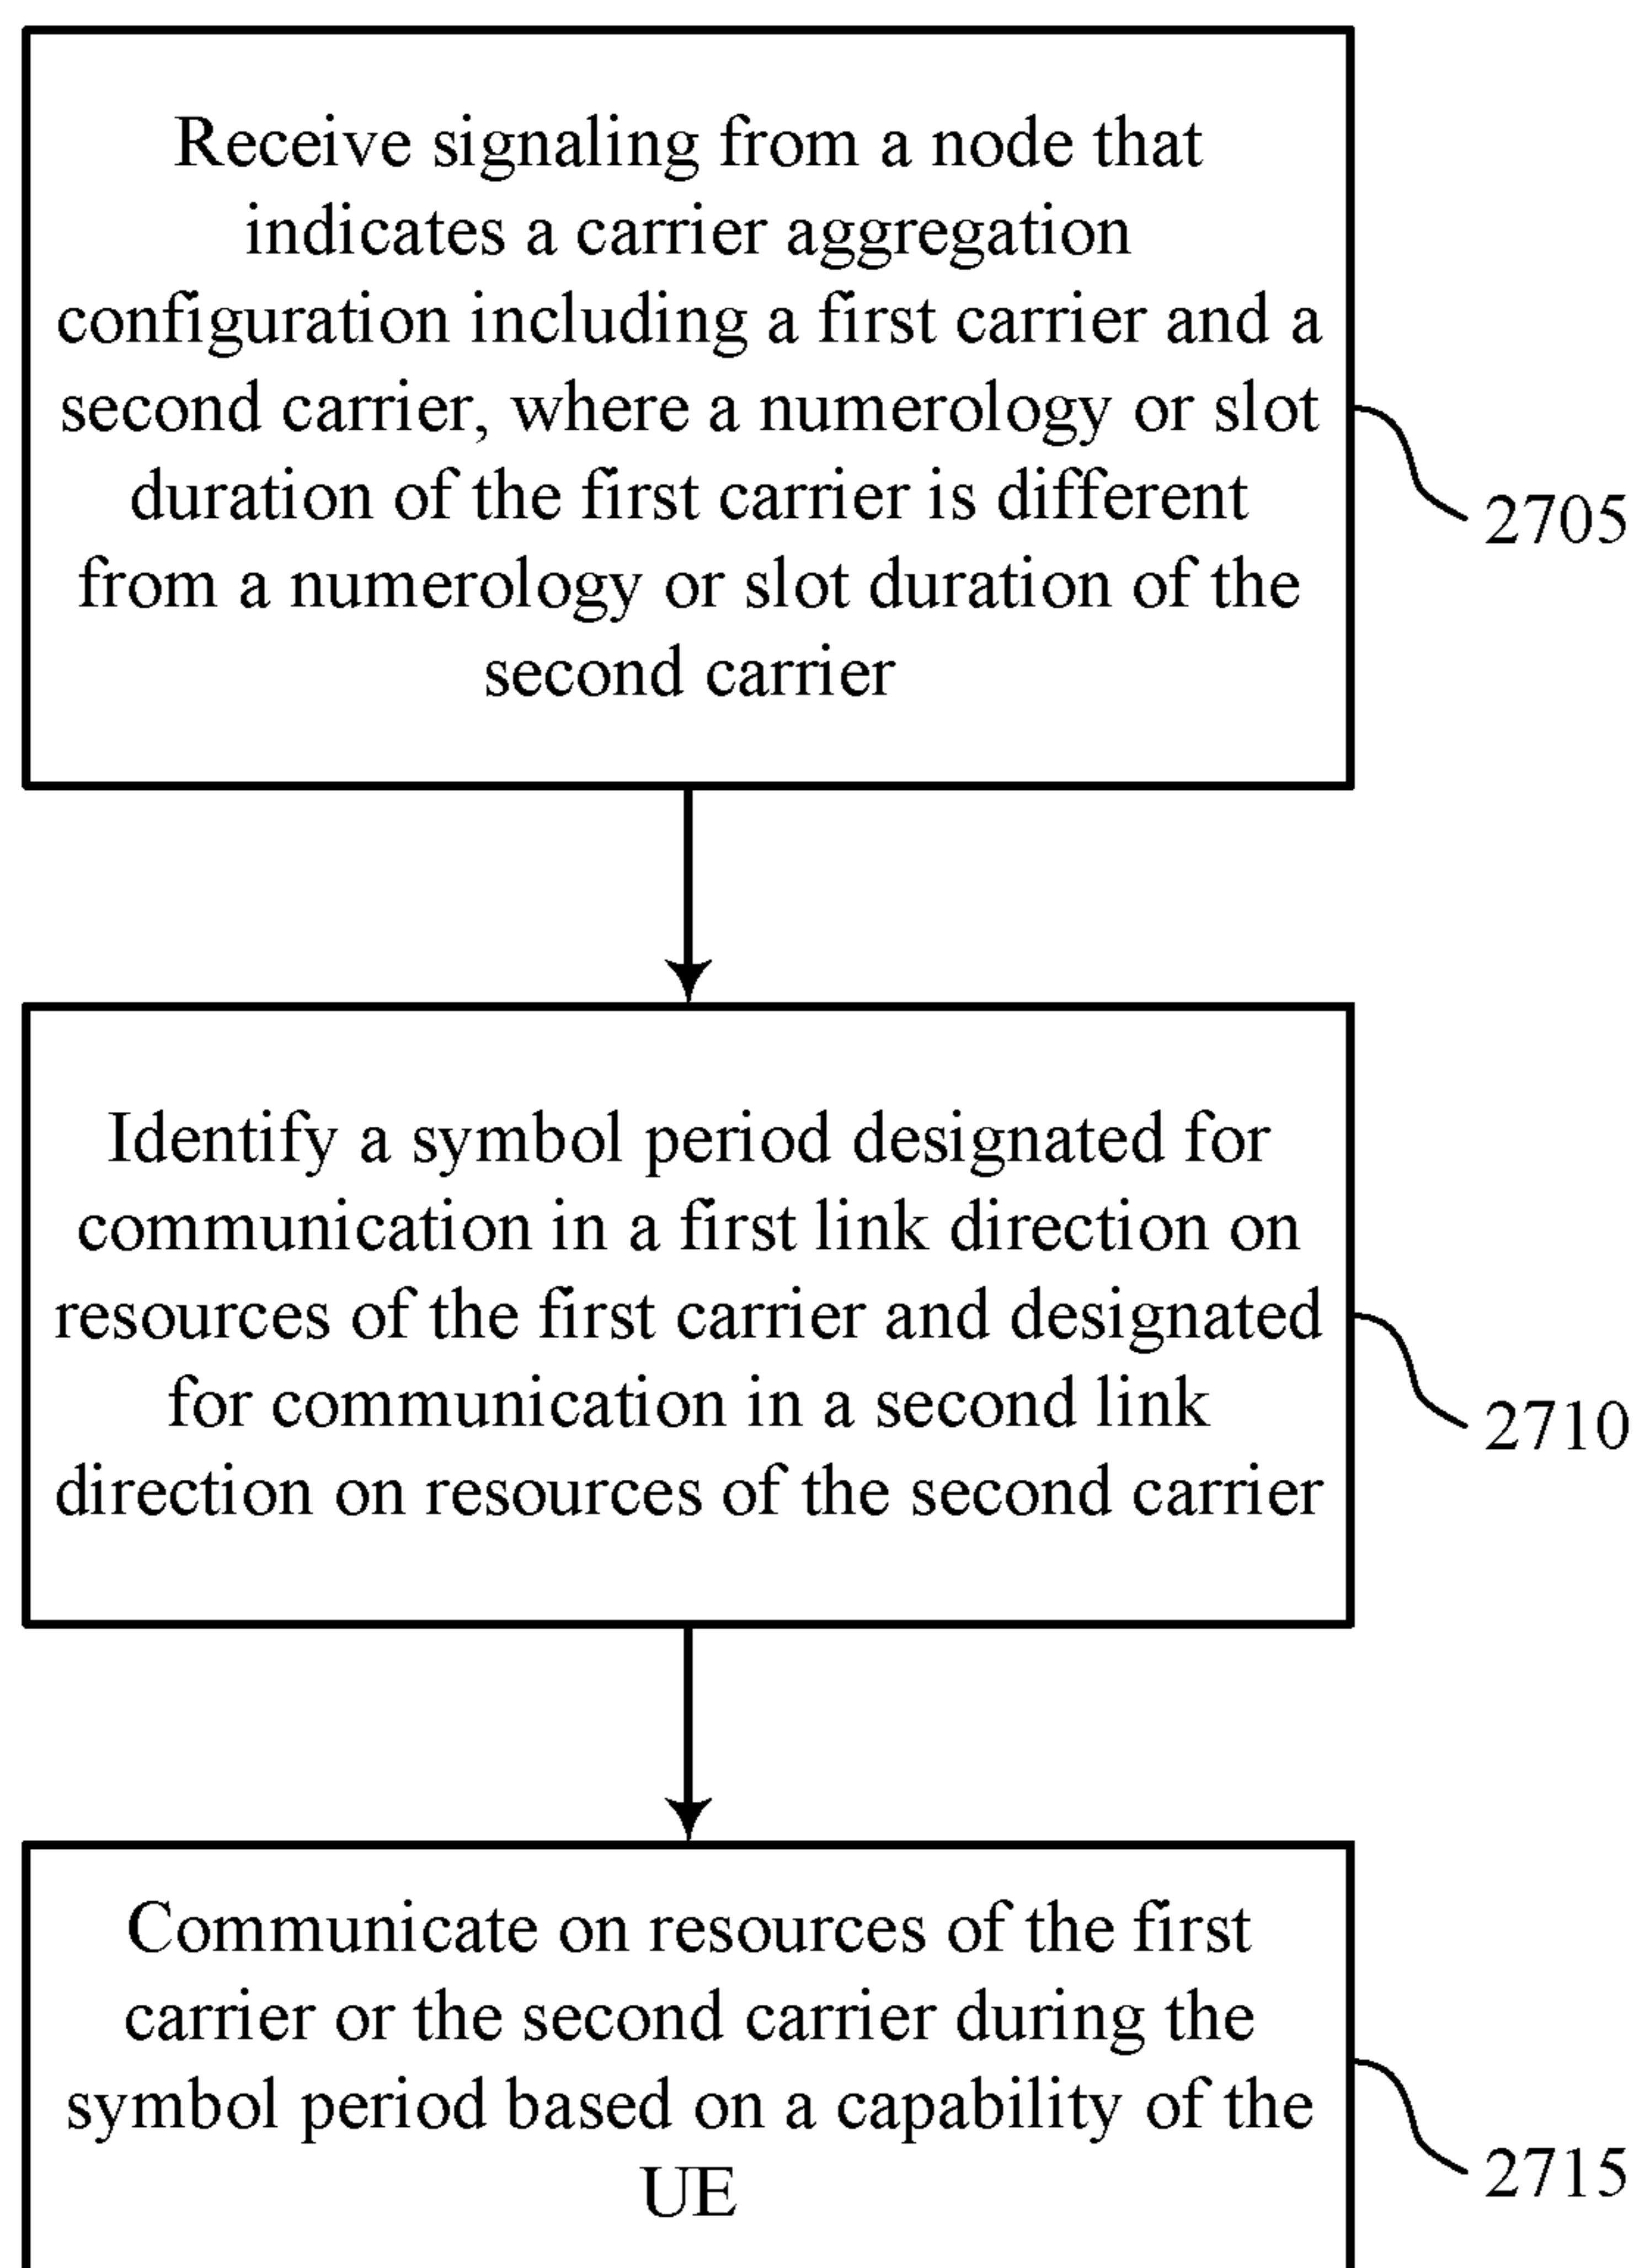 Receive signaling from a node that
indicates a carrier aggregation
configuration including a first carrier and a
second carrier, where a numerology or slot
duration of the first carrier is different
from a numerology or slot duration of the
second carrier
2705
Identify a symbol period designated for
communication in a first link direction on
resources of the first carrier and designated
for communication in a second link
direction on resources of the second carrier
2710
Communicate on resources of the first
carrier or the second carrier during the
symbol period based on a capability of the
UE
2715